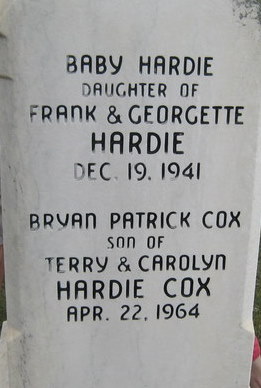 BABY HARDIE
DAUGHTER OF
FRANK & GEORGETTE
HARDIE
DEC. 19. 1941
BRYAN PATRICK COX
SON OF
TERRY & CAROLYN
HARDIE COX
APR. 22, 1964